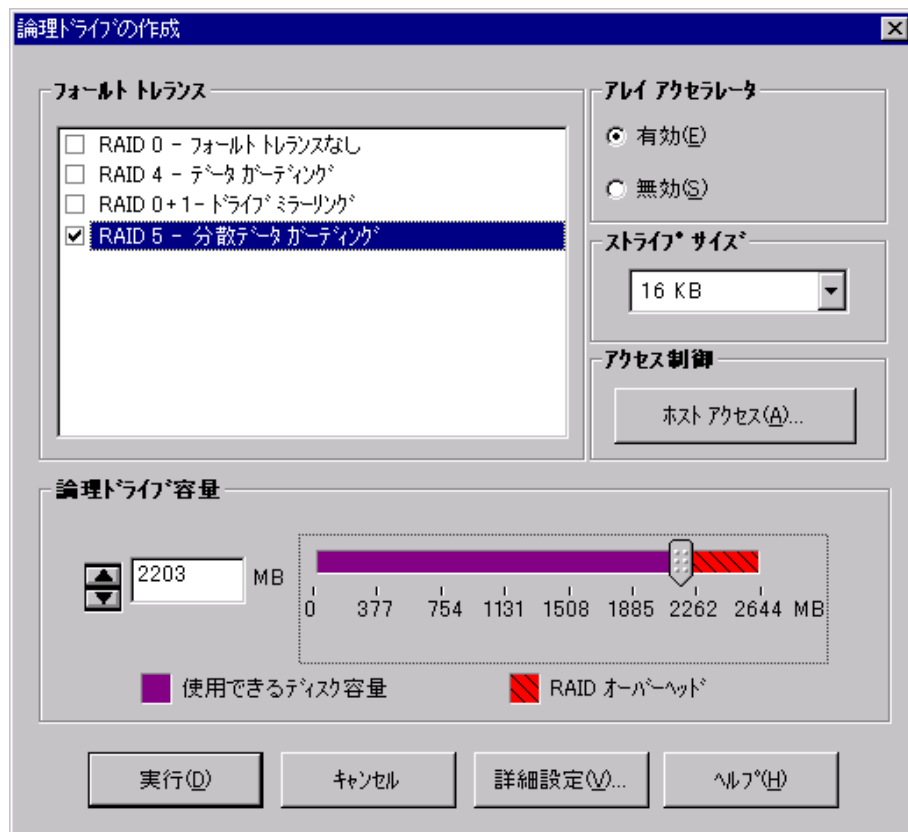 論理ﾄﾞﾗｲﾌﾞの作成
ﾌｫｰﾙﾄ ﾄﾚﾗﾝｽ
RAID 0 - ﾌｫｰﾙﾄ ﾄﾚﾗﾝｽなし
RAID 4 - ﾃﾞｰﾀ ｶﾞｰﾃﾞｨﾝｸﾞ
RAID 0+1- ﾄﾞﾗｲﾌﾞ ﾐﾗｰﾘﾝｸﾞ
RAID 5 - 分散ﾃﾞｰﾀ ｶﾞｰﾃﾞｨﾝｸﾞ
ｱﾚｲ ｱｸｾﾗﾚｰﾀ
有効(E)
無効(S)
ｽﾄﾗｲﾌﾟ ｻｲｽﾞ
16 KB
ｱｸｾｽ制御
ﾎｽﾄ ｱｸｾｽ(A)...
論理ﾄﾞﾗｲﾌﾞ容量
2203 MB
0 377 754 1131 1508 1885 2262 2644 MB
使用できるﾃﾞｨｽｸ容量
RAID ｵｰﾊﾞｰﾍｯﾄﾞ
実行(D)
ｷｬﾝｾﾙ
詳細設定(V)...
ﾍﾙﾌﾟ(H)